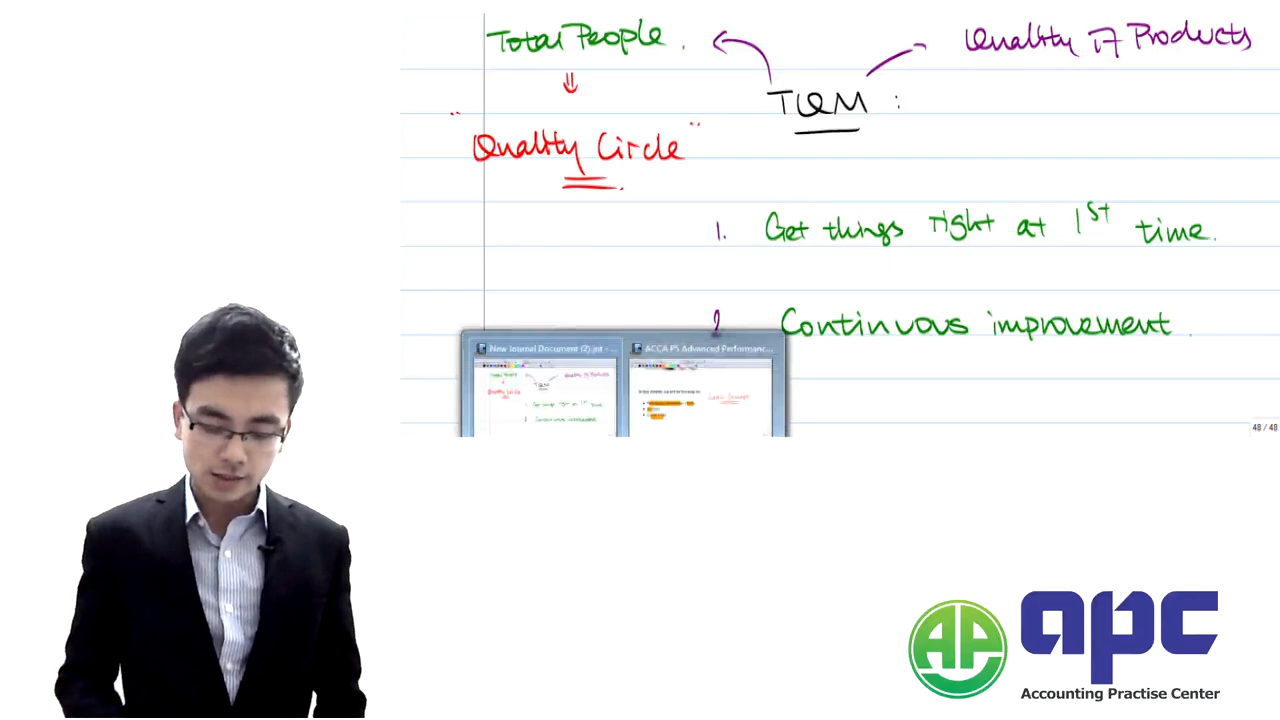 Total People.
Quality of Products
TQM :
"Quality Circle"
1. Get things right at 1st time.
2 Continuous improvement.
New Journal Document (2).jnt - ...
ACCA P5 Advanced Performanc...
48 / 48
AP
apc
Accounting Practise Center